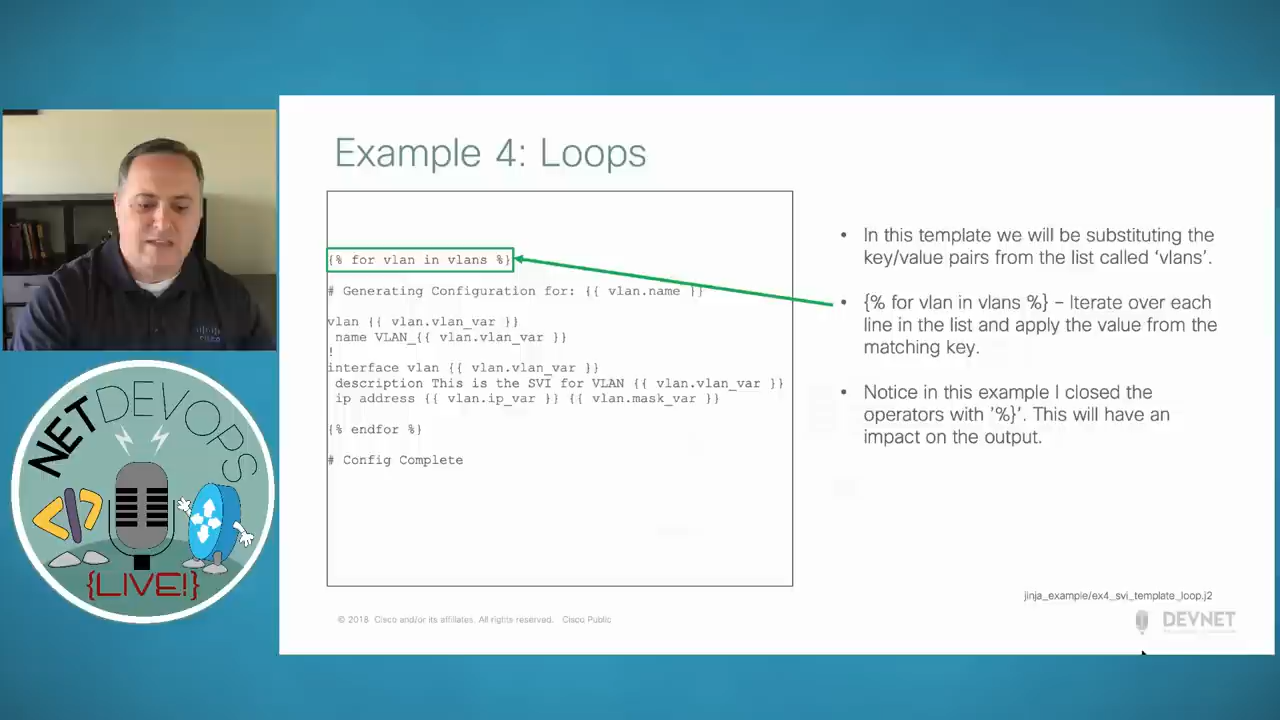 Example 4: Loops
{% for vlan in vlans %}
# Generating Configuration for: {{ vlan.name }}
vlan {{ vlan.vlan_var }}
name VLAN_{{ vlan.vlan_var }}
!
interface vlan {{ vlan.vlan_var }}
description This is the SVI for VLAN {{ vlan.vlan_var }}
ip address {{ vlan.ip_var }} {{ vlan.mask_var }}
{% endfor %}
# Config Complete
• In this template we will be substituting the
key/value pairs from the list called ‘vlans’.
• {% for vlan in vlans %} – Iterate over each
line in the list and apply the value from the
matching key.
• Notice in this example I closed the
operators with ’%}’. This will have an
impact on the output.
jinja_example/ex4_svi_template_loop.j2
© 2018 Cisco and/or its affiliates. All rights reserved. Cisco Public
DEVNET
NETDEVOPS
{LIVE!}